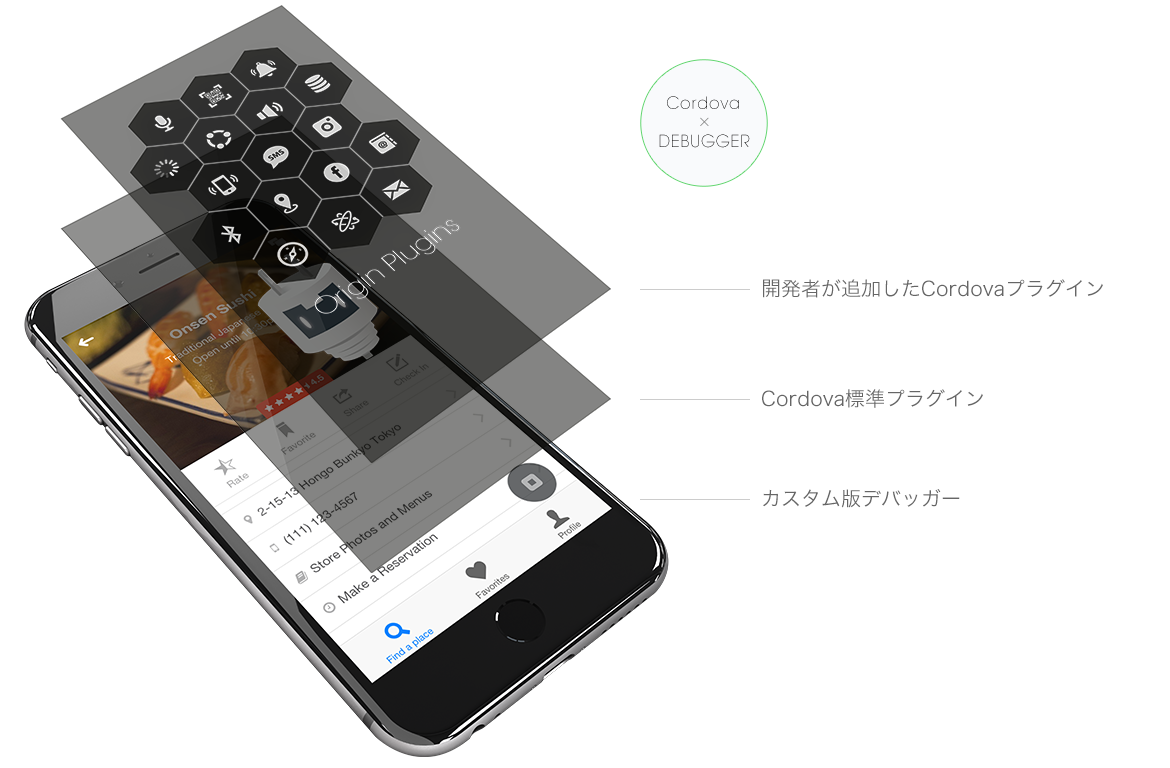 Cordova
×
DEBUGGER
SMS
Origin Plugins
開発者が追加したCordovaプラグイン
Cordova標準プラグイン
カスタム版デバッガー
Onsen Sushi
Traditional Japan
Open until 10
4.5
Rate
Favorite
Share
Check In
2-15-13 Hongo Bunkyo Tokyo
(111) 123-4567
Store Photos and Menus
Make a Reservation
Find a place
Favorites
Profile